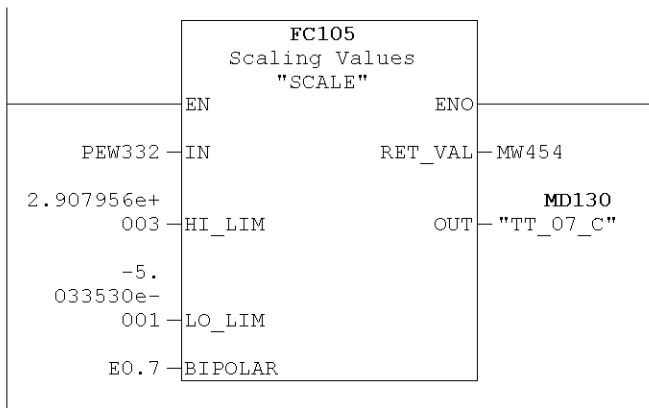 FC105
Scaling Values
"SCALE"
EN ENO
PEW332 IN RET_VAL MW454
2.907956e+ MD130
003 HI_LIM OUT "TT_07_C"
-5.
033530e-
001 LO_LIM
E0.7 BIPOLAR